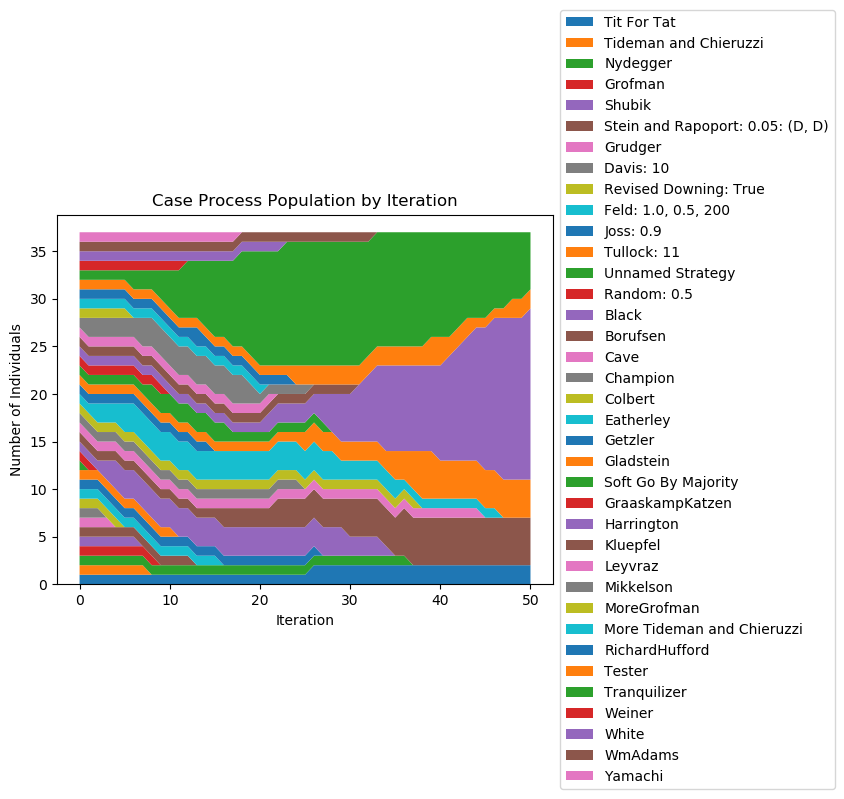 Case Process Population by Iteration
Number of Individuals
35
30
25
20
15
10
5
0
0 10 20 30 40 50
Iteration
Tit For Tat
Tideman and Chieruzzi
Nydegger
Grofman
Shubik
Stein and Rapoport: 0.05: (D, D)
Grudger
Davis: 10
Revised Downing: True
Feld: 1.0, 0.5, 200
Joss: 0.9
Tullock: 11
Unnamed Strategy
Random: 0.5
Black
Borufsen
Cave
Champion
Colbert
Eatherley
Getzler
Gladstein
Soft Go By Majority
GraaskampKatzen
Harrington
Kluepfel
Leyvraz
Mikkelson
MoreGrofman
More Tideman and Chieruzzi
RichardHufford
Tester
Tranquilizer
Weiner
White
WmAdams
Yamachi